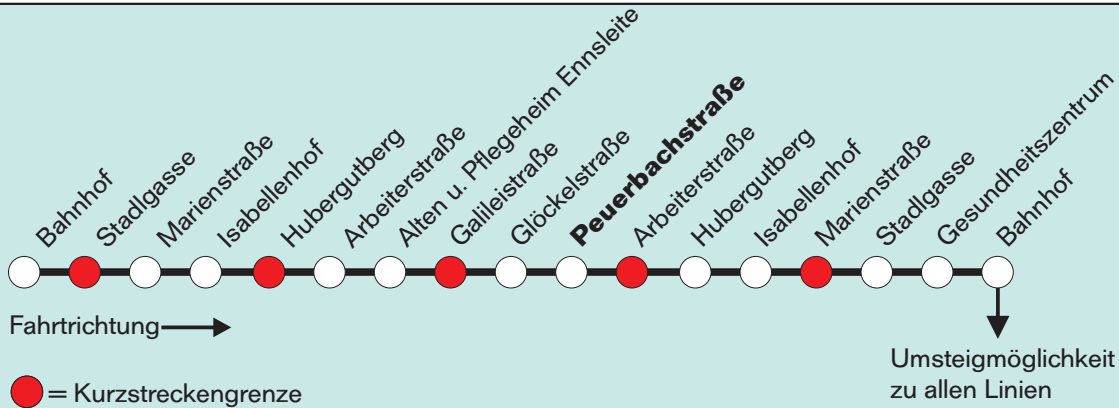 Bahnhof
Stadlgasse
Marienstraße
Isabellenhof
Hubergutberg
Arbeiterstraße
Alten u. Pflegeheim Ennsleite
Galileistraße
Glöckelstraße
Peuerbachstraße
Arbeiterstraße
Hubergutberg
Isabellenhof
Marienstraße
Stadlgasse
Gesundheitszentrum
Bahnhof
Fahrtrichtung
Umsteigmöglichkeit
zu allen Linien
= Kurzstreckengrenze